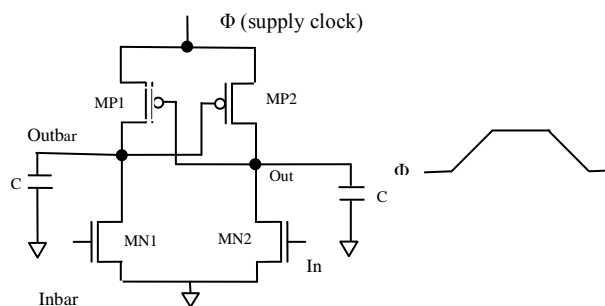 Φ (supply clock)
MP1
MP2
Outbar
Out
C
C
Φ
MN1
MN2
In
Inbar